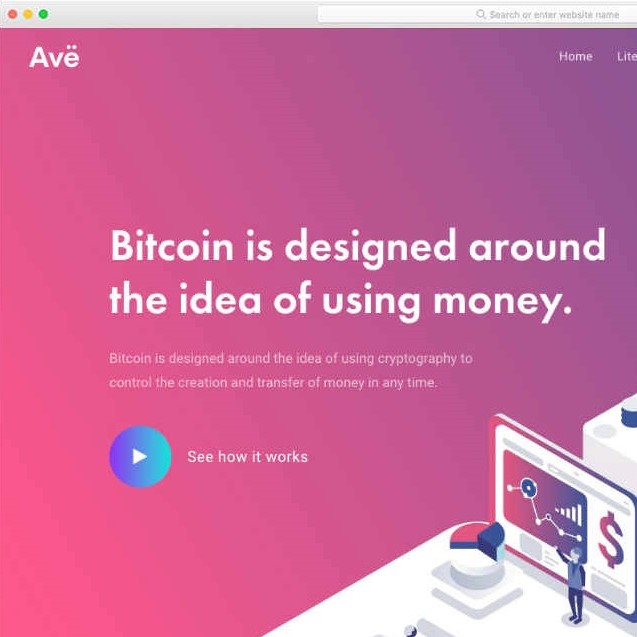 Search or enter website name
Avë
Home
Lite
Bitcoin is designed around
the idea of using money.
Bitcoin is designed around the idea of using cryptography to
control the creation and transfer of money in any time.
See how it works
$